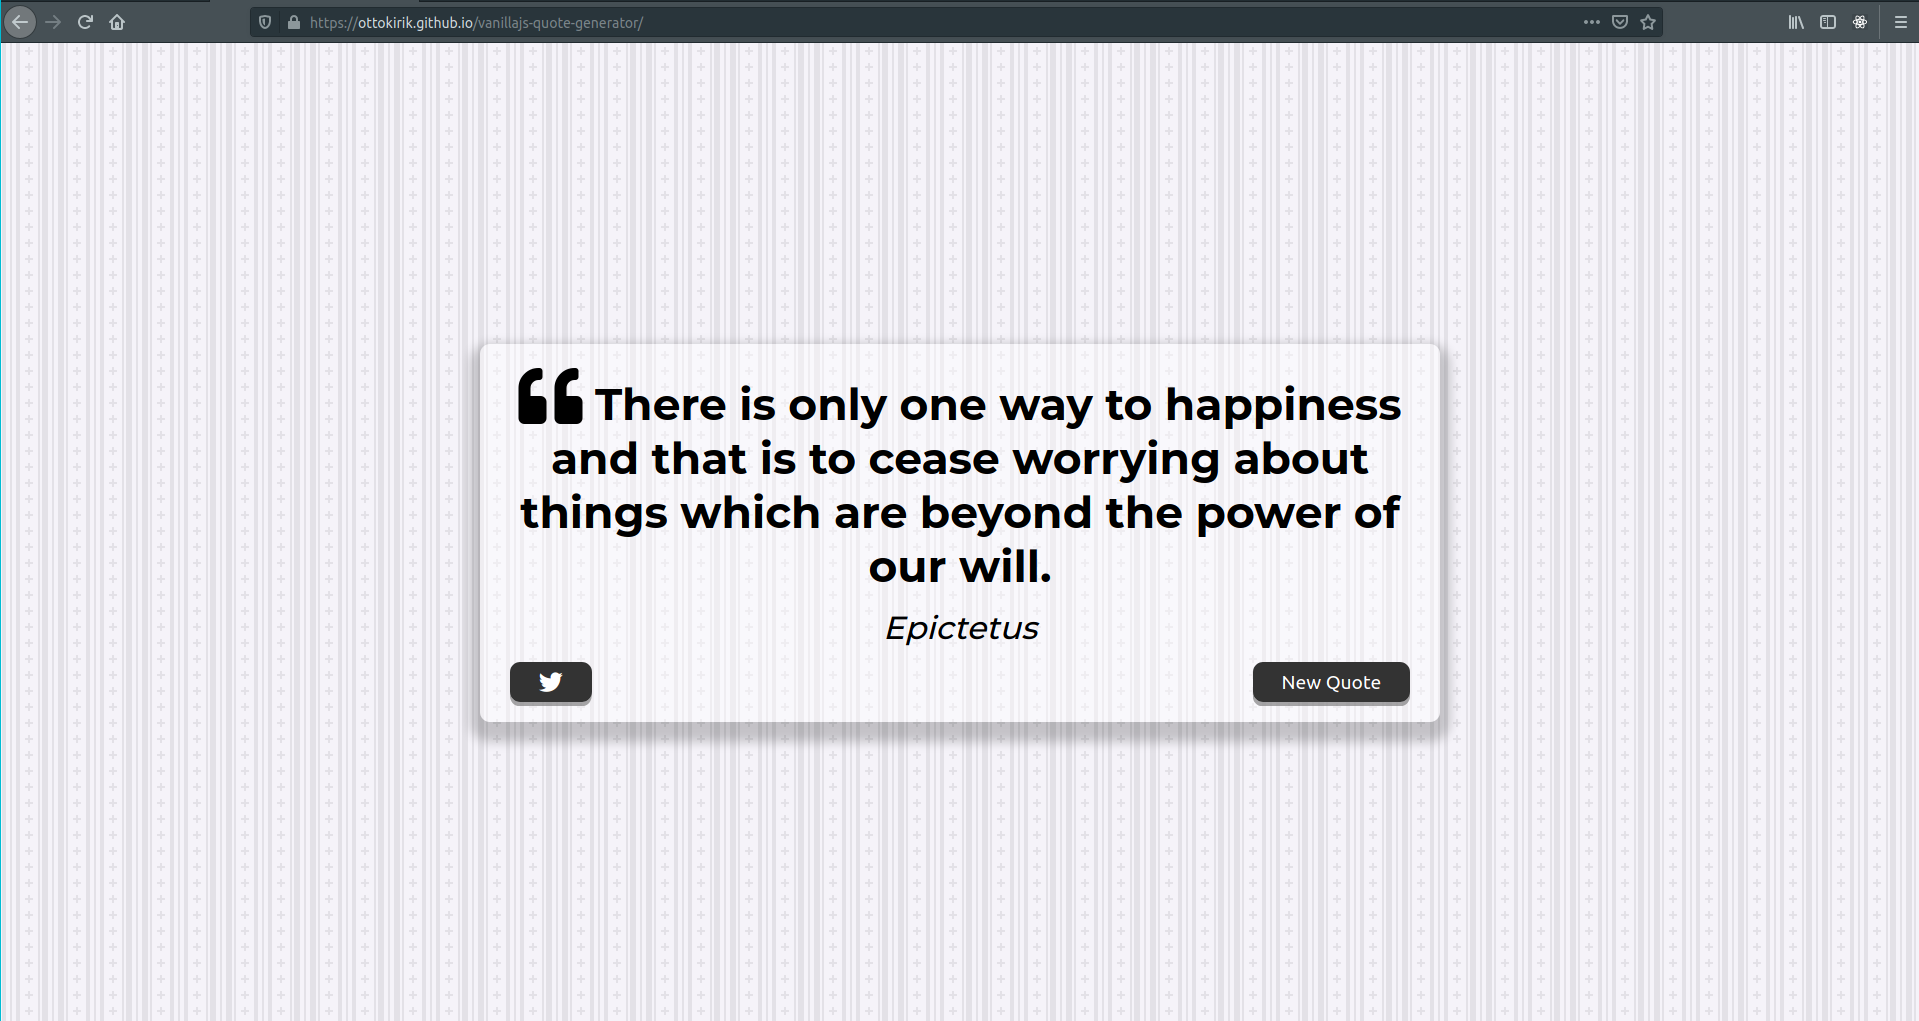 https://ottokirik.github.io/vanillajs-quote-generator/
There is only one way to happiness
and that is to cease worrying about
things which are beyond the power of
our will.
Epictetus
New Quote